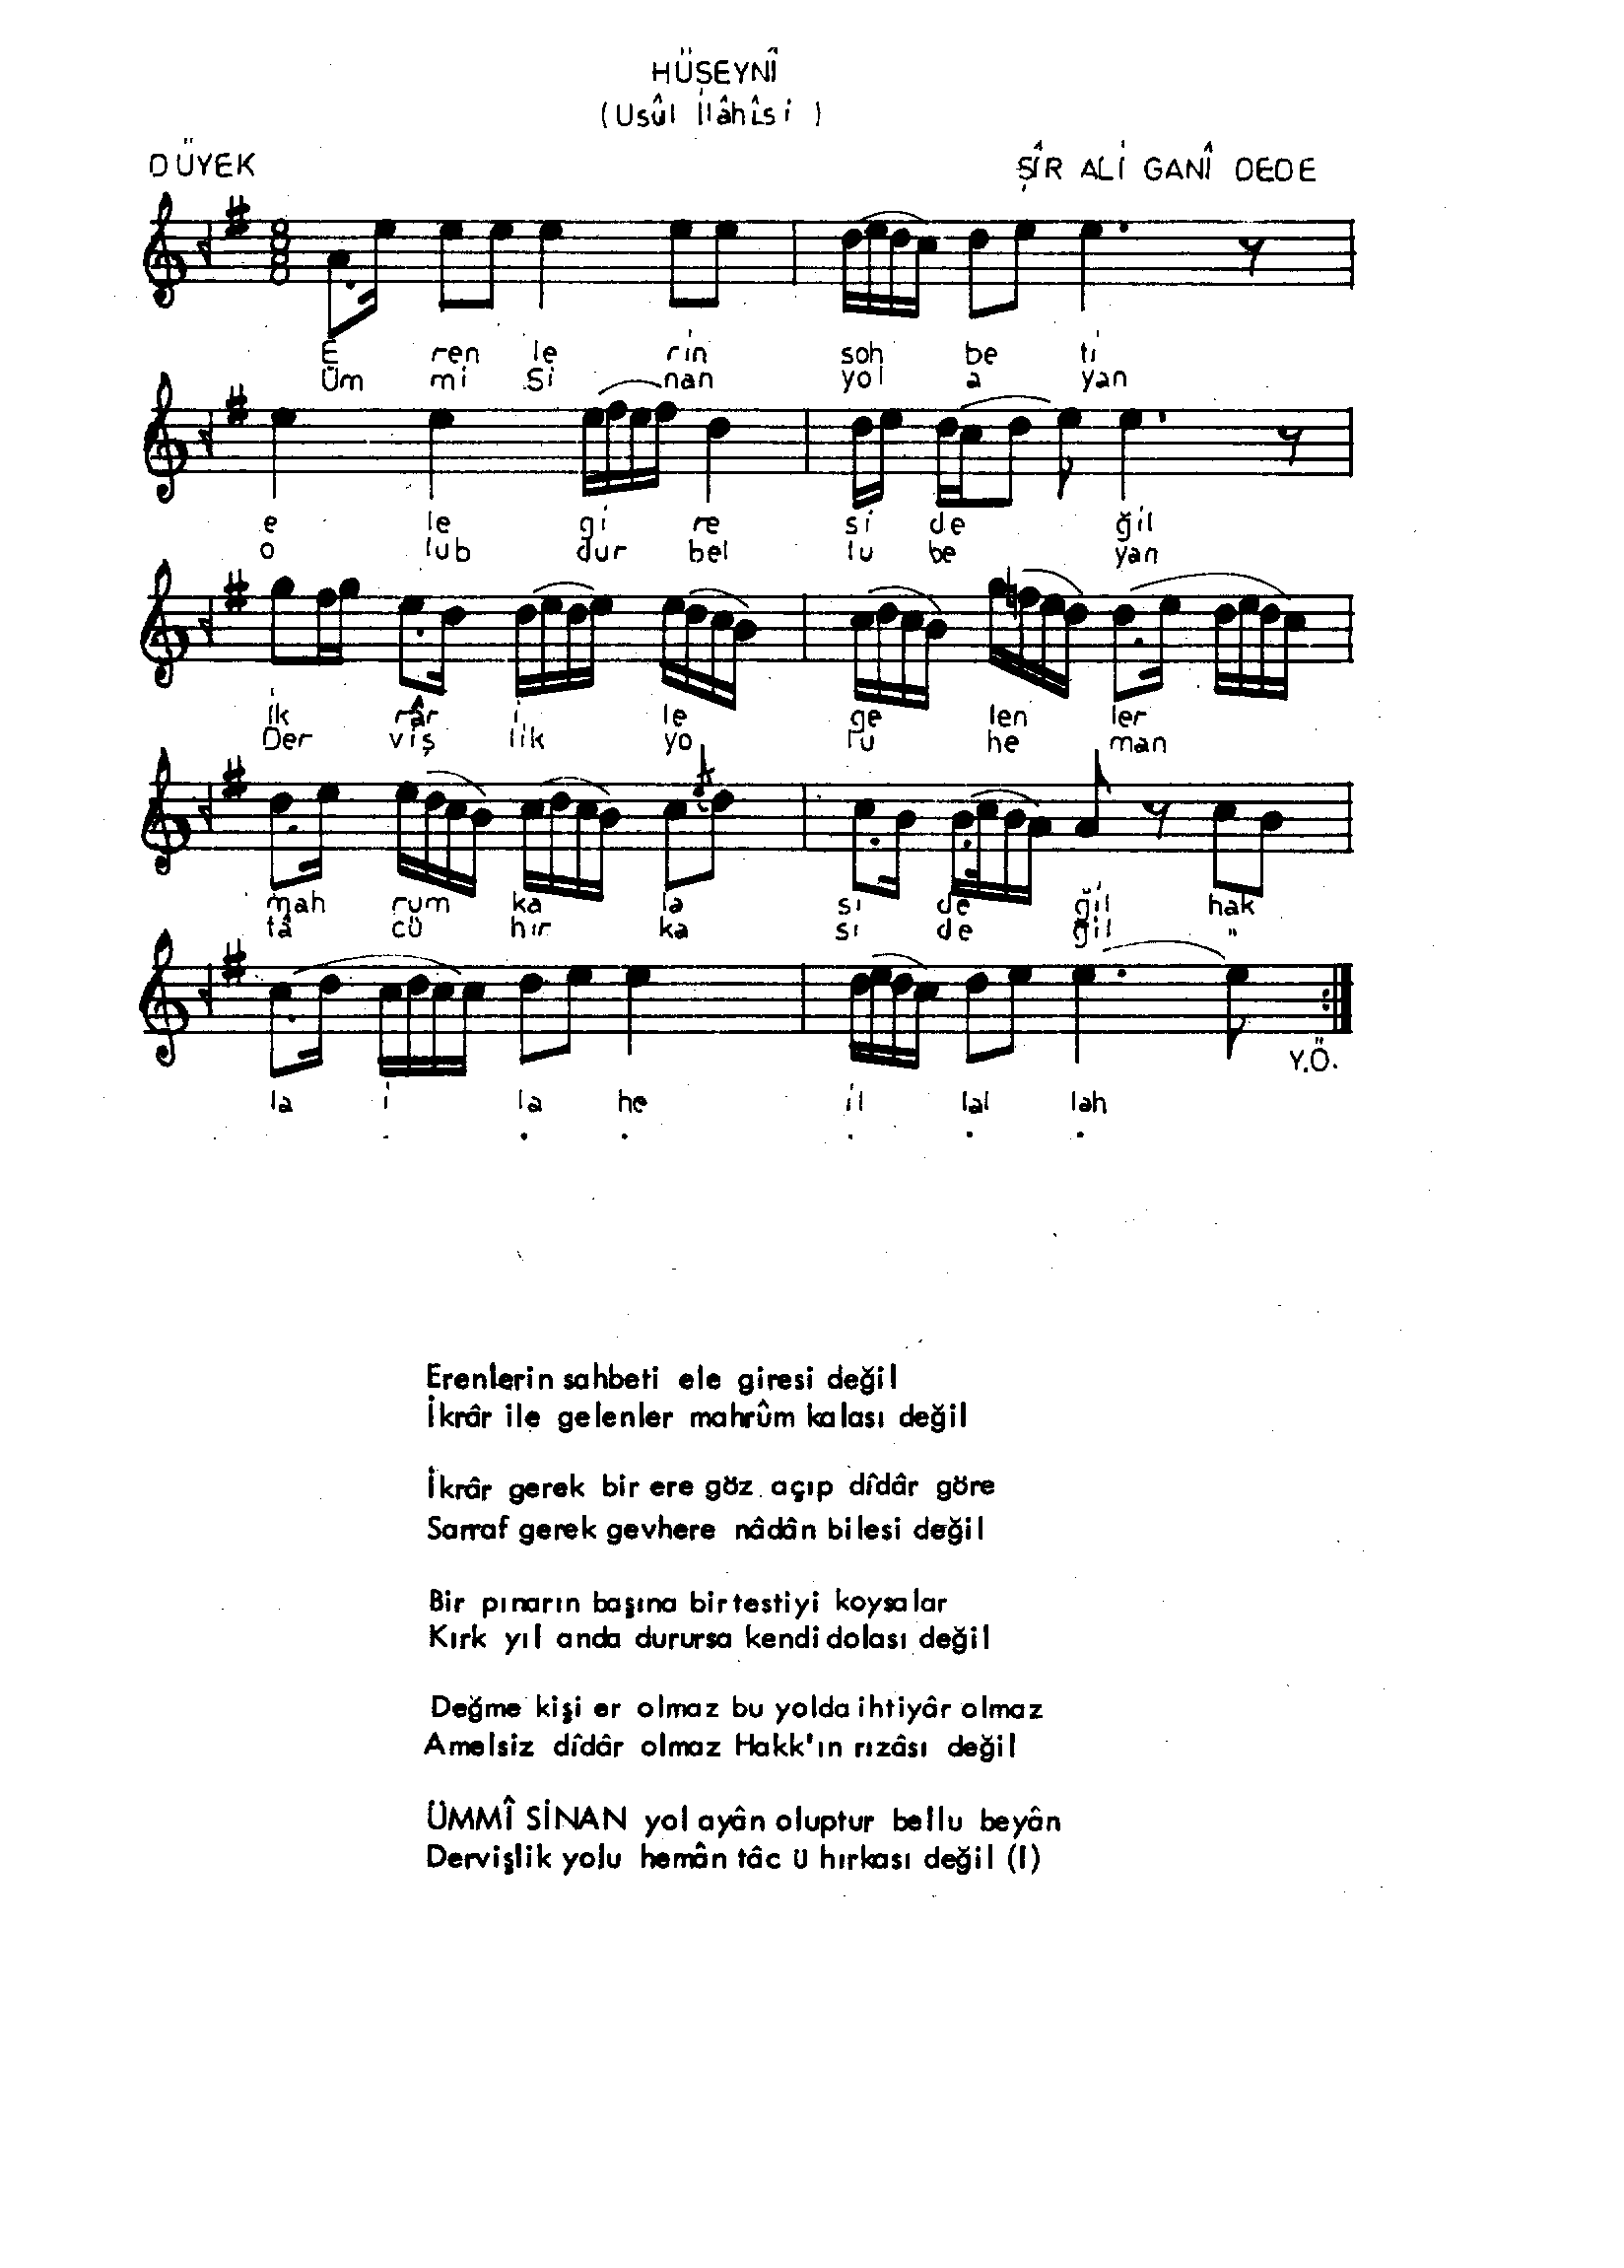 HÜSEYNÎ
(Usûl İlâhîsi)
DÜYEK
ŞÎR ALİ GANÎ DEDE
E ren le rin soh be ti
Üm mi Si nan yol a yan
e le gi re si de ğil
o lub dur bel lu be yan
İk râr i le ge len ler
Der viş lik yo lu he man
mah rum ka la sı de ğil hak
tâ cü hır ka sı de ğil "
la i la he il lal lah
Y.Ö.
Erenlerin sahbeti ele giresi değil
İkrâr ile gelenler mahrûm kalası değil
İkrâr gerek bir ere göz açıp dîdâr göre
Sarraf gerek gevhere nâdân bilesi değil
Bir pınarın başına bir testiyi koysalar
Kırk yıl anda durursa kendi dolası değil
Değme kişi er olmaz bu yolda ihtiyâr olmaz
Amelsiz dîdâr olmaz Hakk'ın rızâsı değil
ÜMMÎ SİNAN yol ayân oluptur bellu beyân
Dervişlik yolu hemân tâc ü hırkası değil (1)